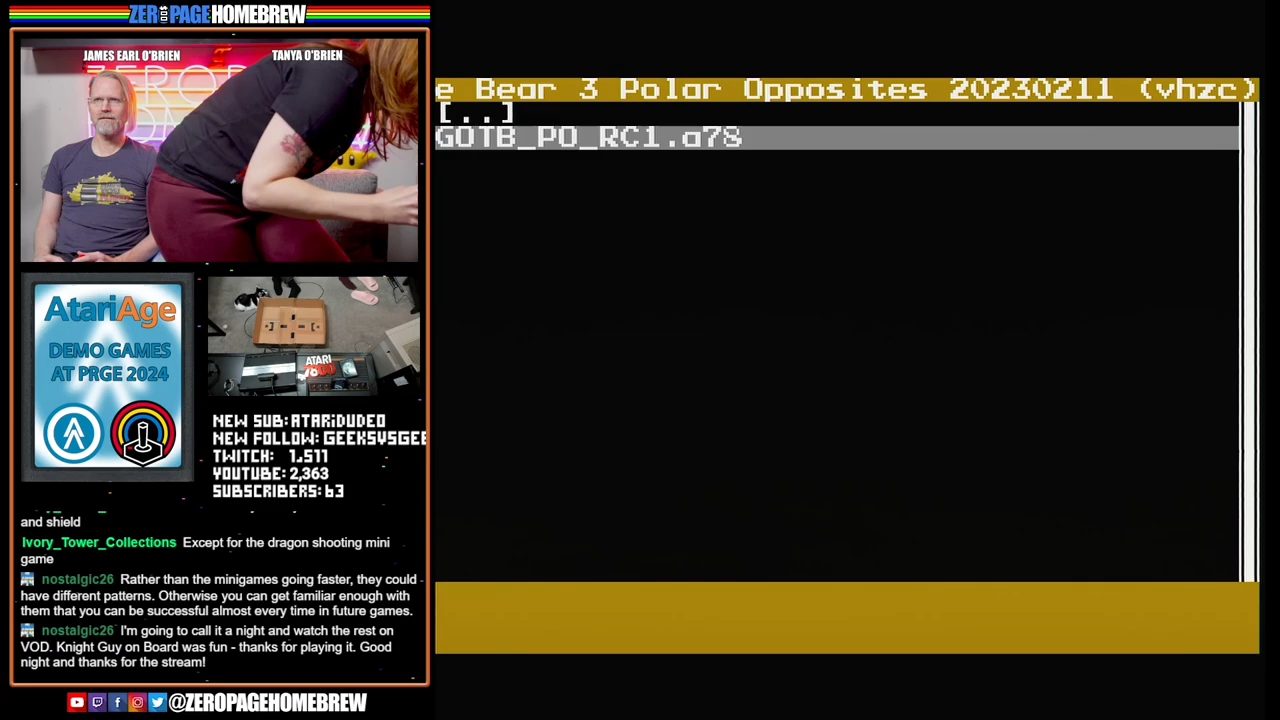 ZEROPAGE HOMEBREW
JAMES EARL O'BRIEN
TANYA O'BRIEN
AtariAge
DEMO GAMES
AT PRGE 2024
ATARI
7800
NEW SUB: ATARIDUDEO
NEW FOLLOW: GEEKSYSGEE
TWITCH: 1,511
YOUTUBE: 2,363
SUBSCRIBERS: 63
and shield
Ivory_Tower_Collections Except for the dragon shooting mini
game
nostalgic26 Rather than the minigames going faster, they could
have different patterns. Otherwise you can get familiar enough with
them that you can be successful almost every time in future games.
nostalgic26 I'm going to call it a night and watch the rest on
VOD. Knight Guy on Board was fun - thanks for playing it. Good
night and thanks for the stream!
@ZEROPAGEHOMEBREW
e Bear 3 Polar Opposites 20230211 (vhzc)
[..]
GOTB_PO_RC1.a78